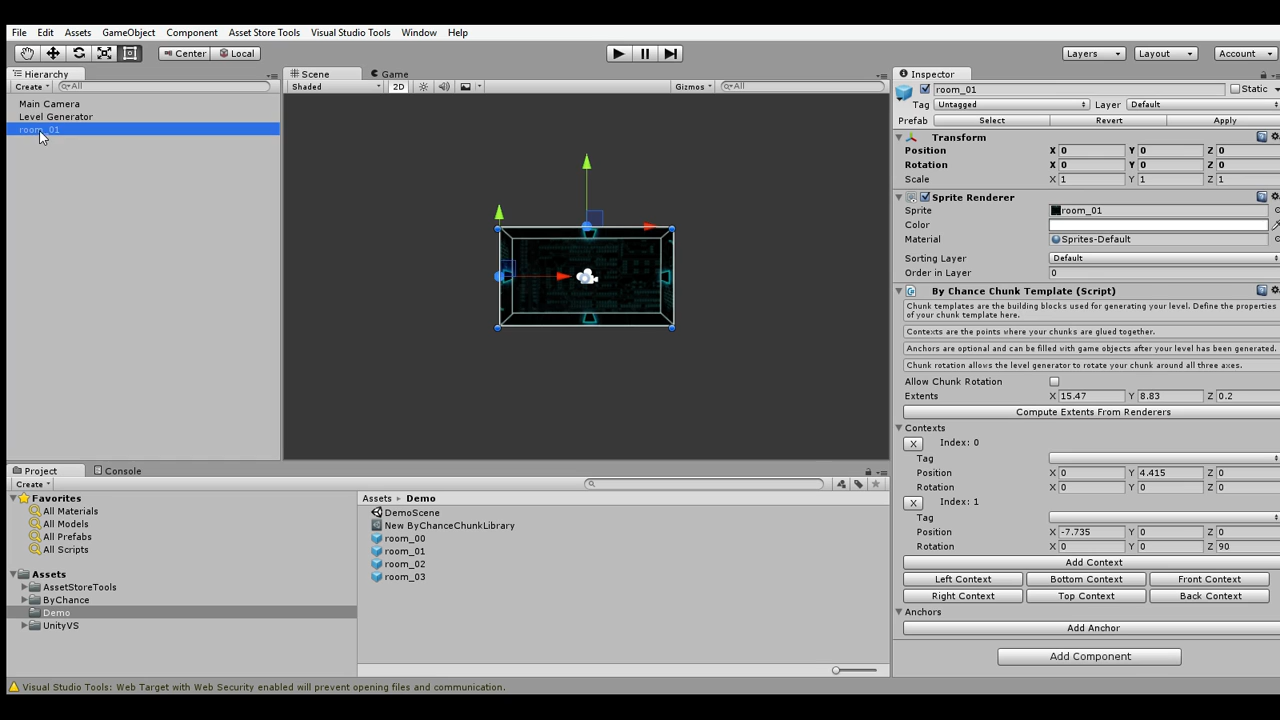 File Edit Assets GameObject Component Asset Store Tools Visual Studio Tools Window Help
Center Local Layers Layout Account
Hierarchy
Create All
Main Camera
Level Generator
room_01
Scene Game
Shaded 2D Gizmos All
Project Console
Create
Favorites
All Materials
All Models
All Prefabs
All Scripts
Assets
AssetStoreTools
ByChance
Demo
UnityVS
Assets Demo
DemoScene
New ByChanceChunkLibrary
room_00
room_01
room_02
room_03
Inspector
room_01 Static
Tag Untagged Layer Default
Prefab Select Revert Apply
Transform
Position X 0 Y 0 Z 0
Rotation X 0 Y 0 Z 0
Scale X 1 Y 1 Z 1
Sprite Renderer
Sprite room_01
Color
Material Sprites-Default
Sorting Layer Default
Order in Layer 0
By Chance Chunk Template (Script)
Chunk templates are the building blocks used for generating your level. Define the properties
of your chunk template here.
Contexts are the points where your chunks are glued together.
Anchors are optional and can be filled with game objects after your level has been generated.
Chunk rotation allows the level generator to rotate your chunk around all three axes.
Allow Chunk Rotation
Extents X 15.47 Y 8.83 Z 0.2
Compute Extents From Renderers
Contexts
X Index: 0
Tag
Position X 0 Y 4.415 Z 0
Rotation X 0 Y 0 Z 0
X Index: 1
Tag
Position X -7.735 Y 0 Z 0
Rotation X 0 Y 0 Z 90
Add Context
Left Context Bottom Context Front Context
Right Context Top Context Back Context
Anchors
Add Anchor
Add Component
Visual Studio Tools: Web Target with Web Security enabled will prevent opening files and communication.